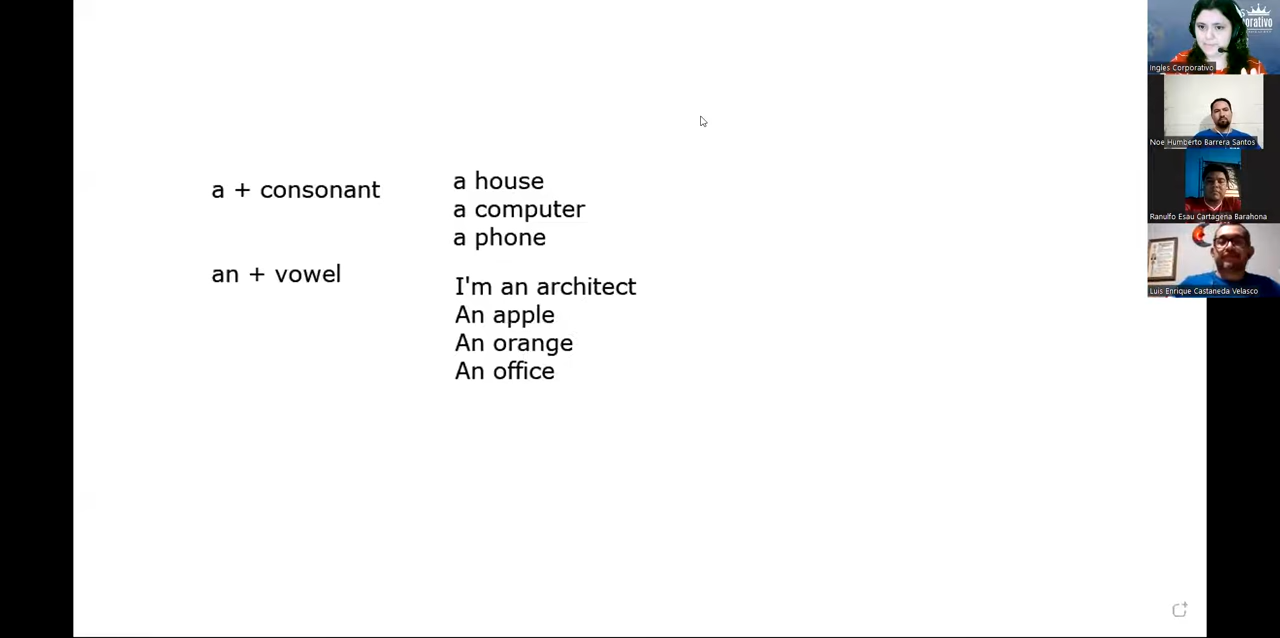 a + consonant
a house
a computer
a phone
an + vowel
I'm an architect
An apple
An orange
An office
orativo
Ingles Corporativo
Noe Humberto Barrera Santos
Ranulfo Esau Cartagena Barahona
Luis Enrique Castaneda Velasco